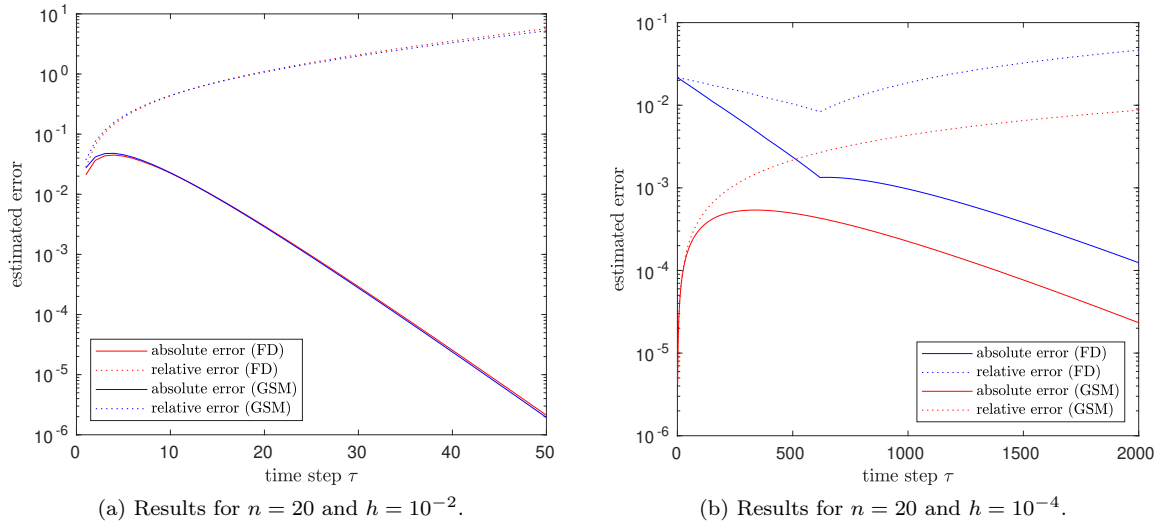 10^1
10^0
10^-1
10^-2
10^-3
10^-4
10^-5
10^-6
estimated error
absolute error (FD)
relative error (FD)
absolute error (GSM)
relative error (GSM)
0 10 20 30 40 50
time step τ
(a) Results for n = 20 and h = 10^-2.
10^0
10^-1
10^-2
10^-3
10^-4
10^-5
10^-6
estimated error
absolute error (FD)
relative error (FD)
absolute error (GSM)
relative error (GSM)
0 500 1000 1500 2000
time step τ
(b) Results for n = 20 and h = 10^-4.